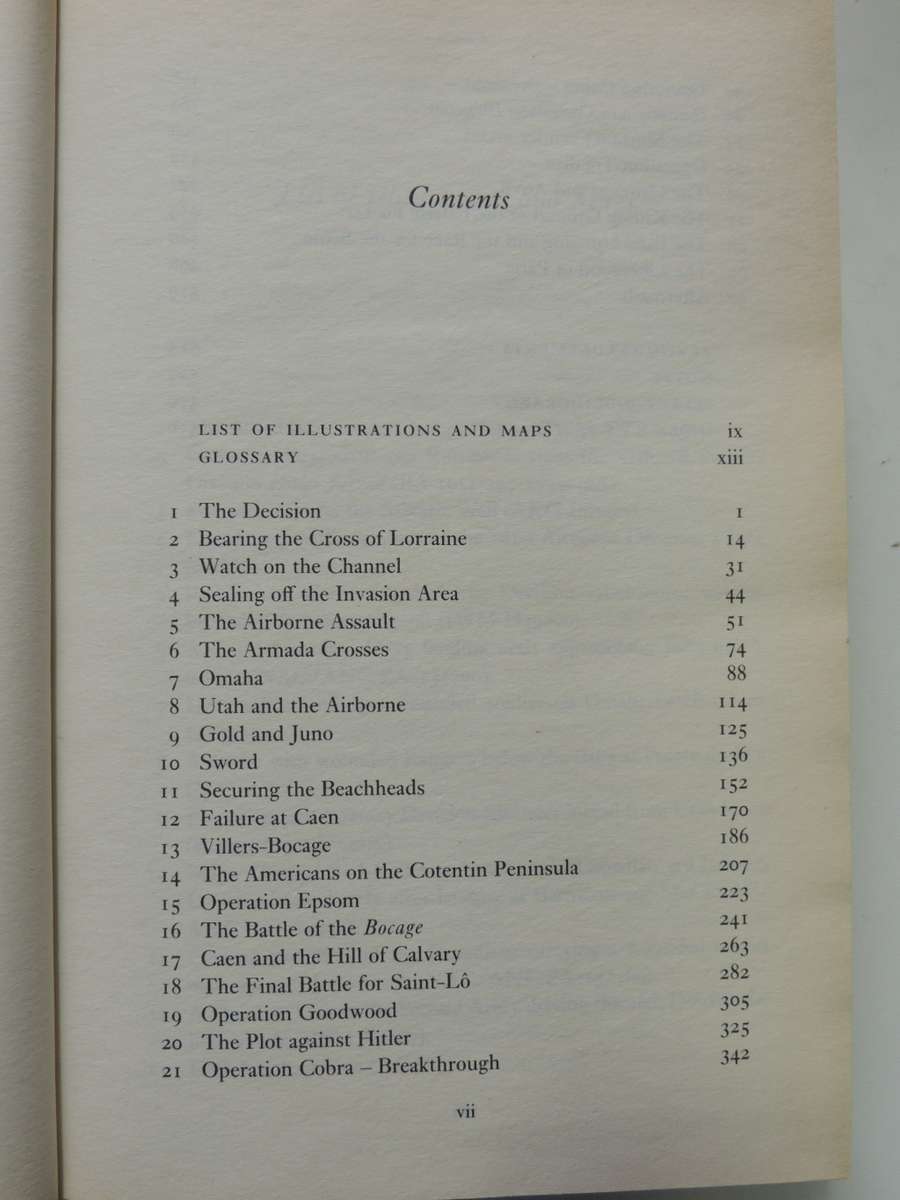 Contents
LIST OF ILLUSTRATIONS AND MAPS ix
GLOSSARY xiii
1 The Decision 1
2 Bearing the Cross of Lorraine 14
3 Watch on the Channel 31
4 Sealing off the Invasion Area 44
5 The Airborne Assault 51
6 The Armada Crosses 74
7 Omaha 88
8 Utah and the Airborne 114
9 Gold and Juno 125
10 Sword 136
11 Securing the Beachheads 152
12 Failure at Caen 170
13 Villers-Bocage 186
14 The Americans on the Cotentin Peninsula 207
15 Operation Epsom 223
16 The Battle of the Bocage 241
17 Caen and the Hill of Calvary 263
18 The Final Battle for Saint-Lô 282
19 Operation Goodwood 305
20 The Plot against Hitler 325
21 Operation Cobra – Breakthrough 342
vii